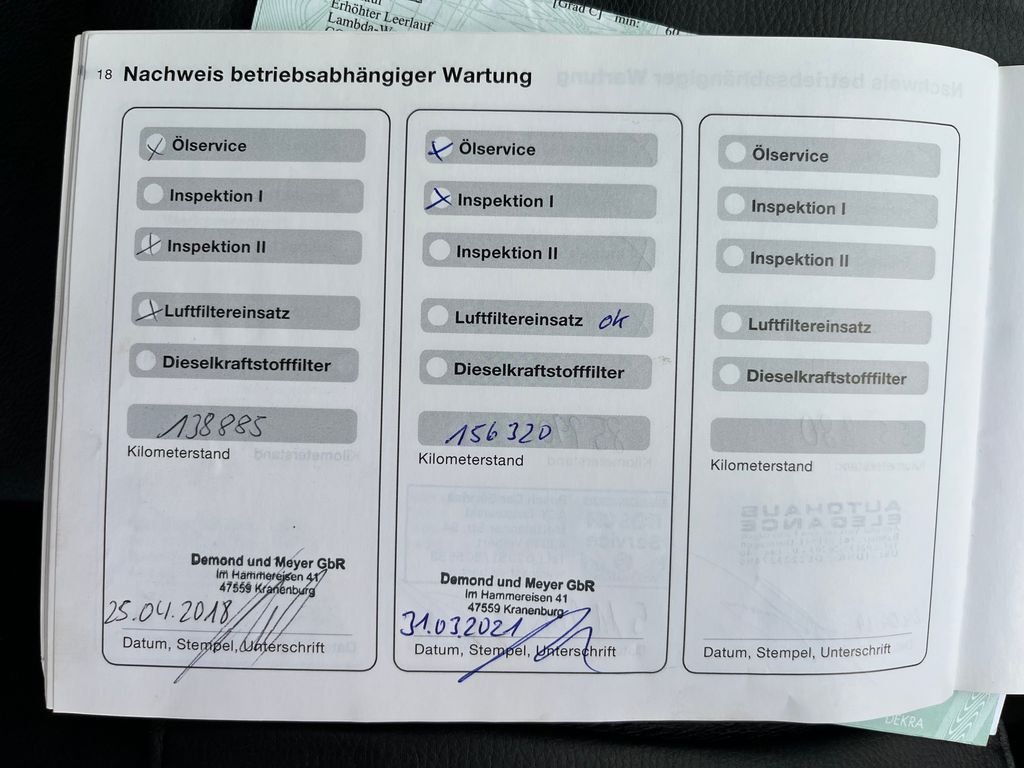 Erhöhter Leerlauf
[Grad C] min: 60
18 Nachweis betriebsabhängiger Wartung
Ölservice
Inspektion I
Inspektion II
Luftfiltereinsatz
Dieselkraftstofffilter
138885
Kilometerstand
Demond und Meyer GbR
Im Hammereisen 41
47559 Kranenburg
25.04.2018
Datum, Stempel, Unterschrift
Ölservice
Inspektion I
Inspektion II
Luftfiltereinsatz ok
Dieselkraftstofffilter
156320
Kilometerstand
Demond und Meyer GbR
Im Hammereisen 41
47559 Kranenburg
31.03.2021
Datum, Stempel, Unterschrift
Ölservice
Inspektion I
Inspektion II
Luftfiltereinsatz
Dieselkraftstofffilter
Kilometerstand
Datum, Stempel, Unterschrift
DEKRA